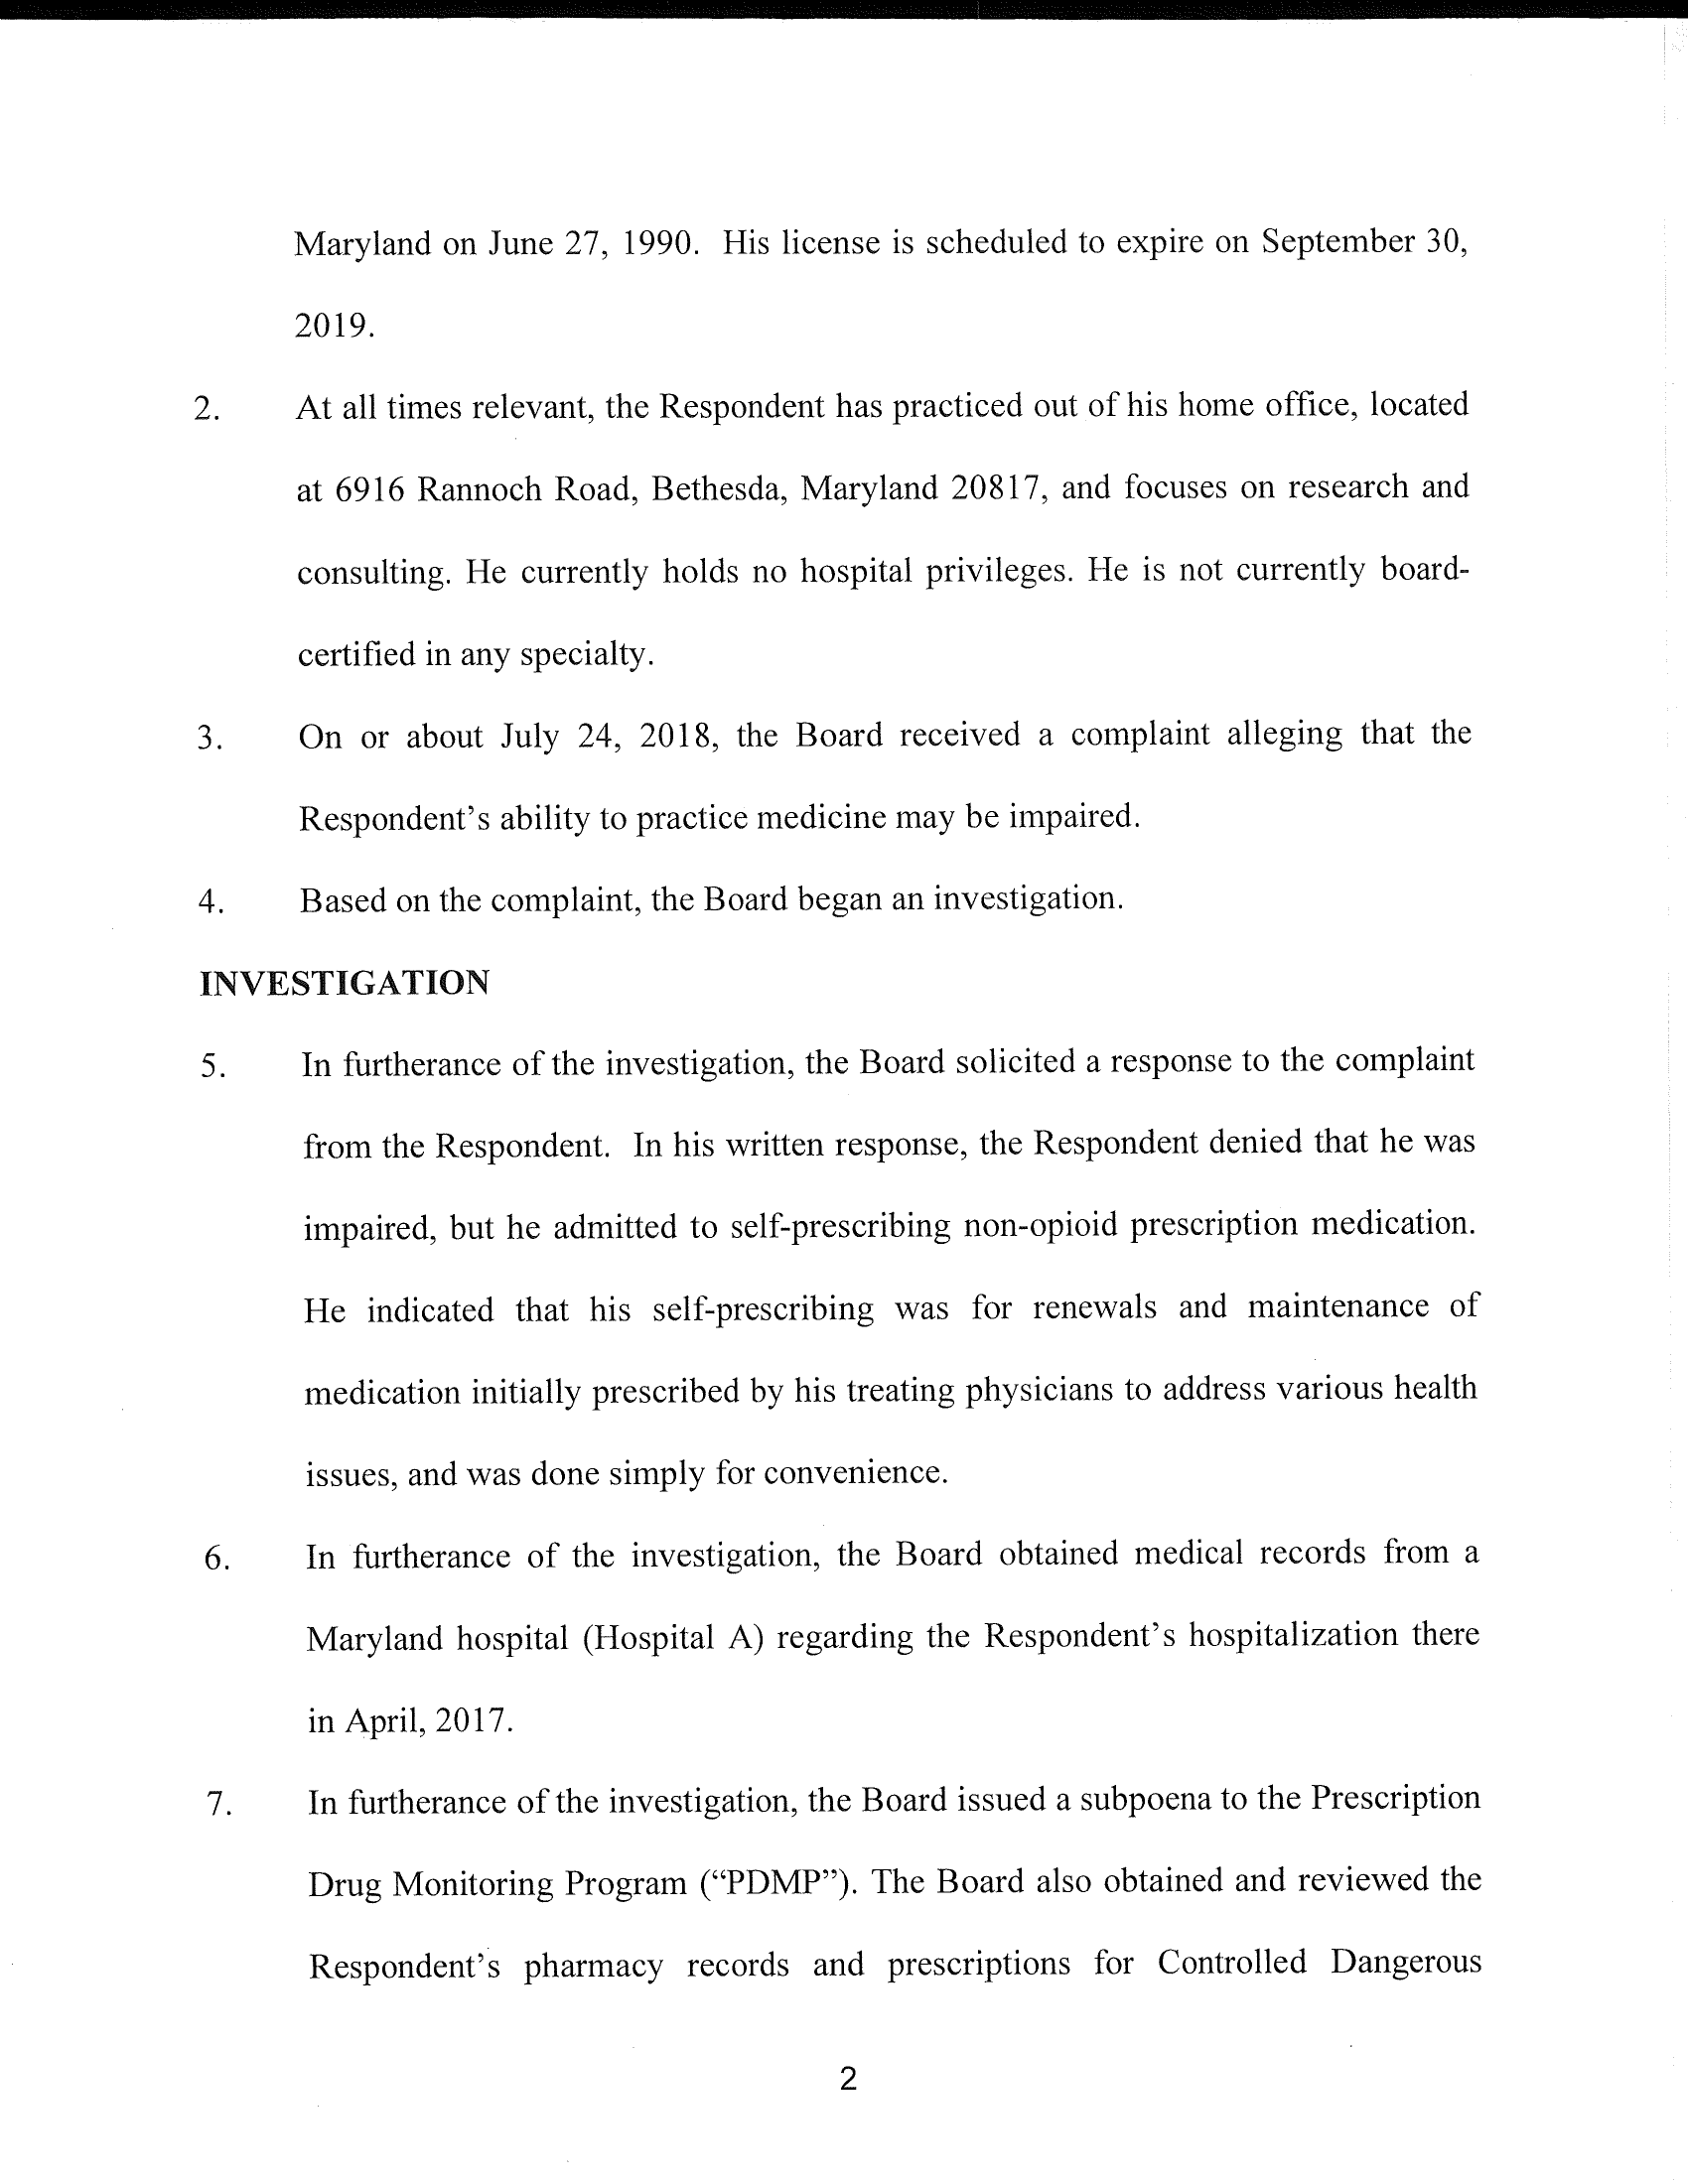 Maryland on June 27, 1990. His license is scheduled to expire on September 30,
2019.
2. At all times relevant, the Respondent has practiced out of his home office, located
at 6916 Rannoch Road, Bethesda, Maryland 20817, and focuses on research and
consulting. He currently holds no hospital privileges. He is not currently board-
certified in any specialty.
3. On or about July 24, 2018, the Board received a complaint alleging that the
Respondent's ability to practice medicine may be impaired.
4. Based on the complaint, the Board began an investigation.
INVESTIGATION
5. In furtherance of the investigation, the Board solicited a response to the complaint
from the Respondent. In his written response, the Respondent denied that he was
impaired, but he admitted to self-prescribing non-opioid prescription medication.
He indicated that his self-prescribing was for renewals and maintenance of
medication initially prescribed by his treating physicians to address various health
issues, and was done simply for convenience.
6. In furtherance of the investigation, the Board obtained medical records from a
Maryland hospital (Hospital A) regarding the Respondent's hospitalization there
in April, 2017.
7. In furtherance of the investigation, the Board issued a subpoena to the Prescription
Drug Monitoring Program ("PDMP"). The Board also obtained and reviewed the
Respondent's pharmacy records and prescriptions for Controlled Dangerous
2